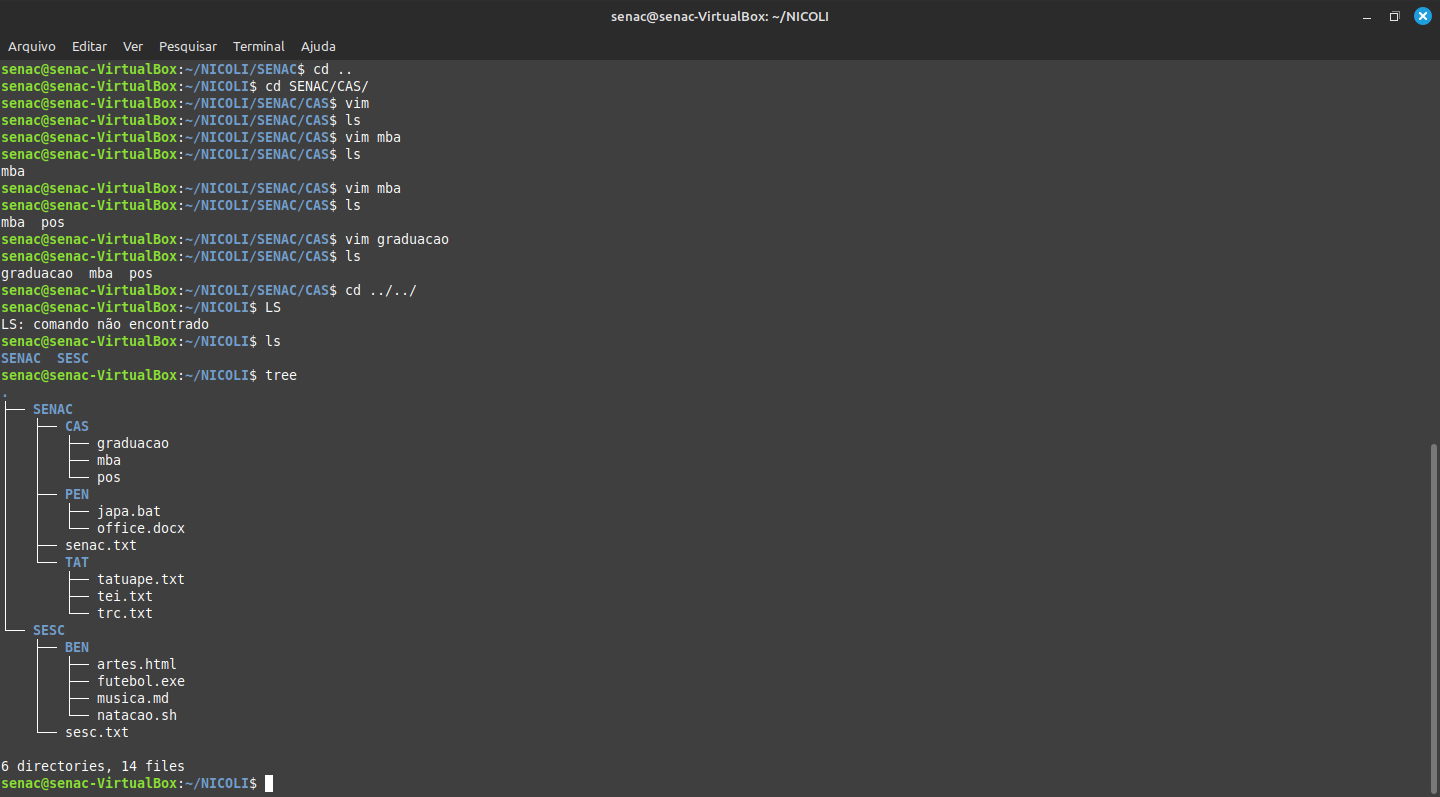 senac@senac-VirtualBox: ~/NICOLI
Arquivo Editar Ver Pesquisar Terminal Ajuda
senac@senac-VirtualBox:~/NICOLI/SENAC$ cd ..
senac@senac-VirtualBox:~/NICOLI$ cd SENAC/CAS/
senac@senac-VirtualBox:~/NICOLI/SENAC/CAS$ vim
senac@senac-VirtualBox:~/NICOLI/SENAC/CAS$ ls
senac@senac-VirtualBox:~/NICOLI/SENAC/CAS$ vim mba
senac@senac-VirtualBox:~/NICOLI/SENAC/CAS$ ls
mba
senac@senac-VirtualBox:~/NICOLI/SENAC/CAS$ vim mba
senac@senac-VirtualBox:~/NICOLI/SENAC/CAS$ ls
mba  pos
senac@senac-VirtualBox:~/NICOLI/SENAC/CAS$ vim graduacao
senac@senac-VirtualBox:~/NICOLI/SENAC/CAS$ ls
graduacao  mba  pos
senac@senac-VirtualBox:~/NICOLI/SENAC/CAS$ cd ../../
senac@senac-VirtualBox:~/NICOLI$ LS
LS: comando não encontrado
senac@senac-VirtualBox:~/NICOLI$ ls
SENAC  SESC
senac@senac-VirtualBox:~/NICOLI$ tree
.
├── SENAC
│   ├── CAS
│   │   ├── graduacao
│   │   ├── mba
│   │   └── pos
│   ├── PEN
│   │   ├── japa.bat
│   │   └── office.docx
│   ├── senac.txt
│   └── TAT
│       ├── tatuape.txt
│       ├── tei.txt
│       └── trc.txt
└── SESC
    ├── BEN
    │   ├── artes.html
    │   ├── futebol.exe
    │   ├── musica.md
    │   └── natacao.sh
    └── sesc.txt
6 directories, 14 files
senac@senac-VirtualBox:~/NICOLI$